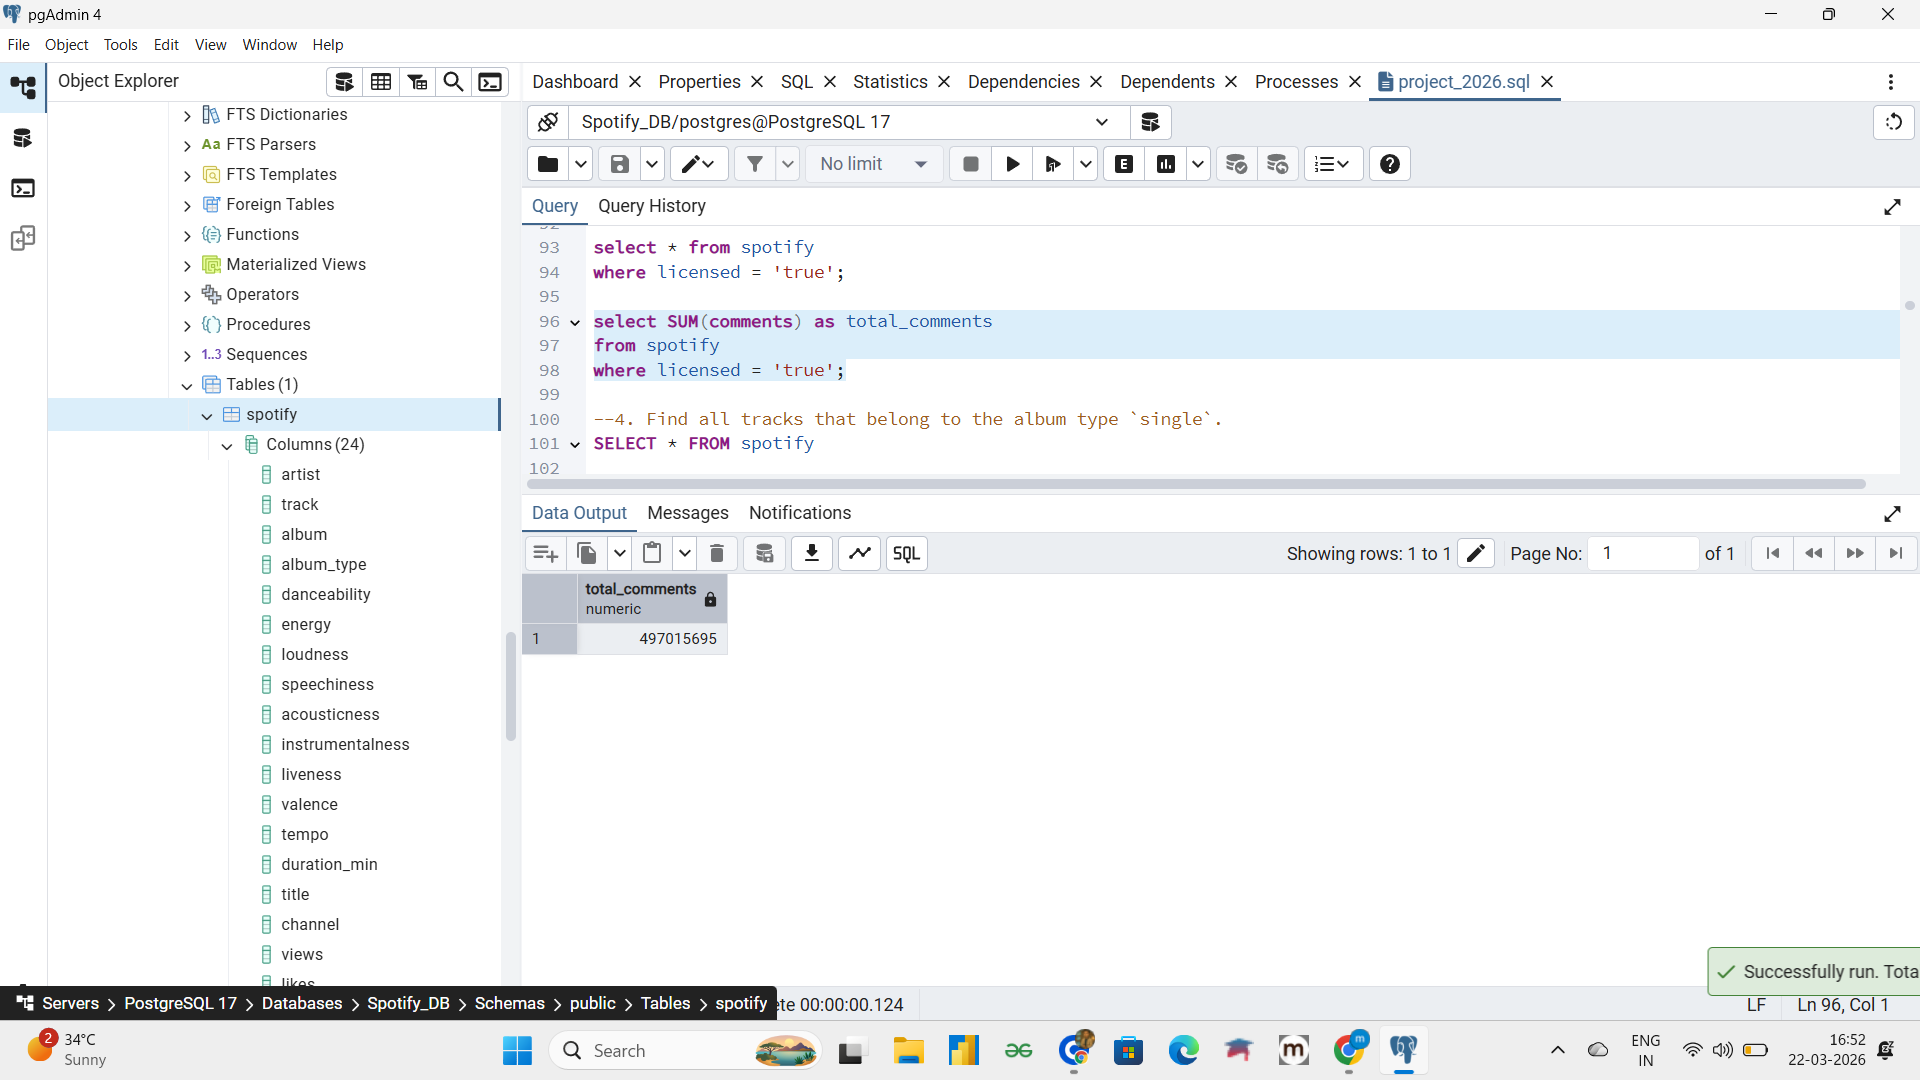 pgAdmin 4
File Object Tools Edit View Window Help
Object Explorer
Dashboard Properties SQL Statistics Dependencies Dependents Processes project_2026.sql
FTS Dictionaries
Aa FTS Parsers
FTS Templates
Foreign Tables
Functions
Materialized Views
Operators
Procedures
1..3 Sequences
Tables (1)
spotify
Columns (24)
artist
track
album
album_type
danceability
energy
loudness
speechiness
acousticness
instrumentalness
liveness
valence
tempo
duration_min
title
channel
views
likes
Spotify_DB/postgres@PostgreSQL 17
No limit
E
Query Query History
92
93 select * from spotify
94 where licensed = 'true';
95
96 select SUM(comments) as total_comments
97 from spotify
98 where licensed = 'true';
99
100 --4. Find all tracks that belong to the album type `single`.
101 SELECT * FROM spotify
102
Data Output Messages Notifications
SQL
Showing rows: 1 to 1 Page No: 1 of 1
total_comments
numeric
1 497015695
Successfully run. Tota
Servers PostgreSQL 17 Databases Spotify_DB Schemas public Tables spotify
ete 00:00:00.124
LF Ln 96, Col 1
2
34°C
Sunny
Search
m
m
ENG
IN
16:52
22-03-2026